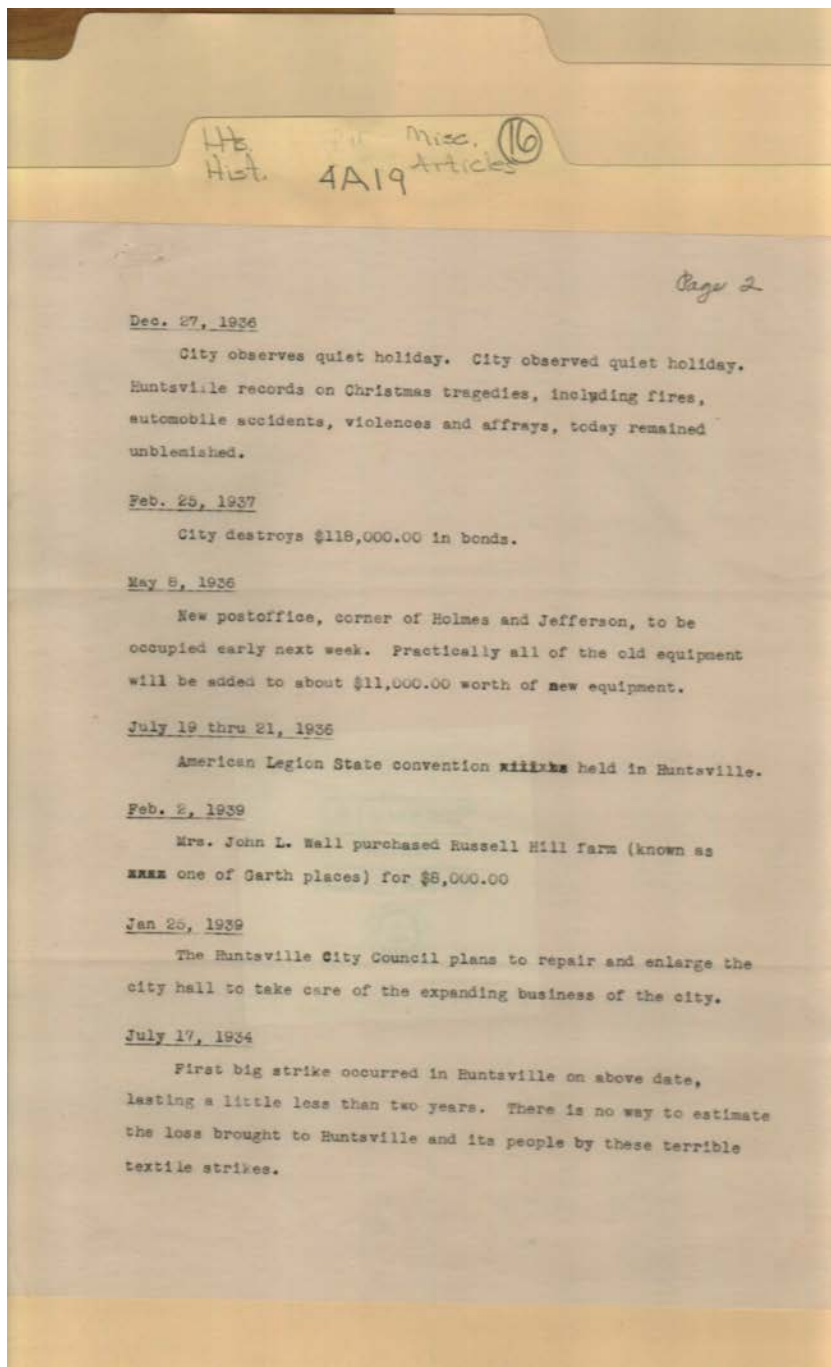 Hts. Misc. 16
Hist. 4A19 Articles
Page 2
Dec. 27, 1936
City observes quiet holiday. City observed quiet holiday.
Huntsville records on Christmas tragedies, including fires,
automobile accidents, violences and affrays, today remained
unblemished.
Feb. 25, 1937
City destroys $118,000.00 in bonds.
May 8, 1936
New postoffice, corner of Holmes and Jefferson, to be
occupied early next week. Practically all of the old equipment
will be added to about $11,000.00 worth of new equipment.
July 19 thru 21, 1936
American Legion State convention held in Huntsville.
Feb. 2, 1939
Mrs. John L. Wall purchased Russell Hill farm (known as
xxxx one of Garth places) for $8,000.00
Jan 25, 1939
The Huntsville City Council plans to repair and enlarge the
city hall to take care of the expanding business of the city.
July 17, 1934
First big strike occurred in Huntsville on above date,
lasting a little less than two years. There is no way to estimate
the loss brought to Huntsville and its people by these terrible
textile strikes.